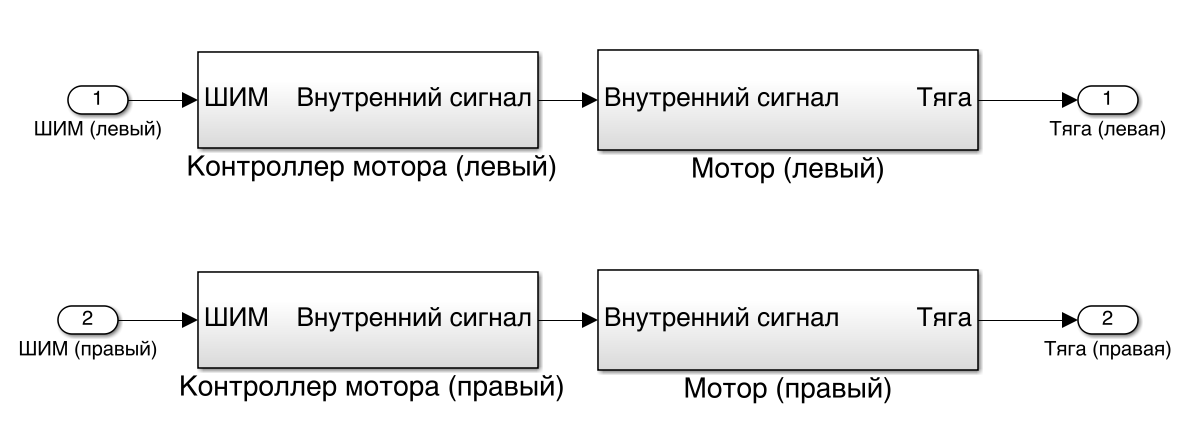 1
ШИМ (левый)
ШИМ
Внутренний сигнал
Контроллер мотора (левый)
Внутренний сигнал
Тяга
Мотор (левый)
1
Тяга (левая)
2
ШИМ (правый)
ШИМ
Внутренний сигнал
Контроллер мотора (правый)
Внутренний сигнал
Тяга
Мотор (правый)
2
Тяга (правая)